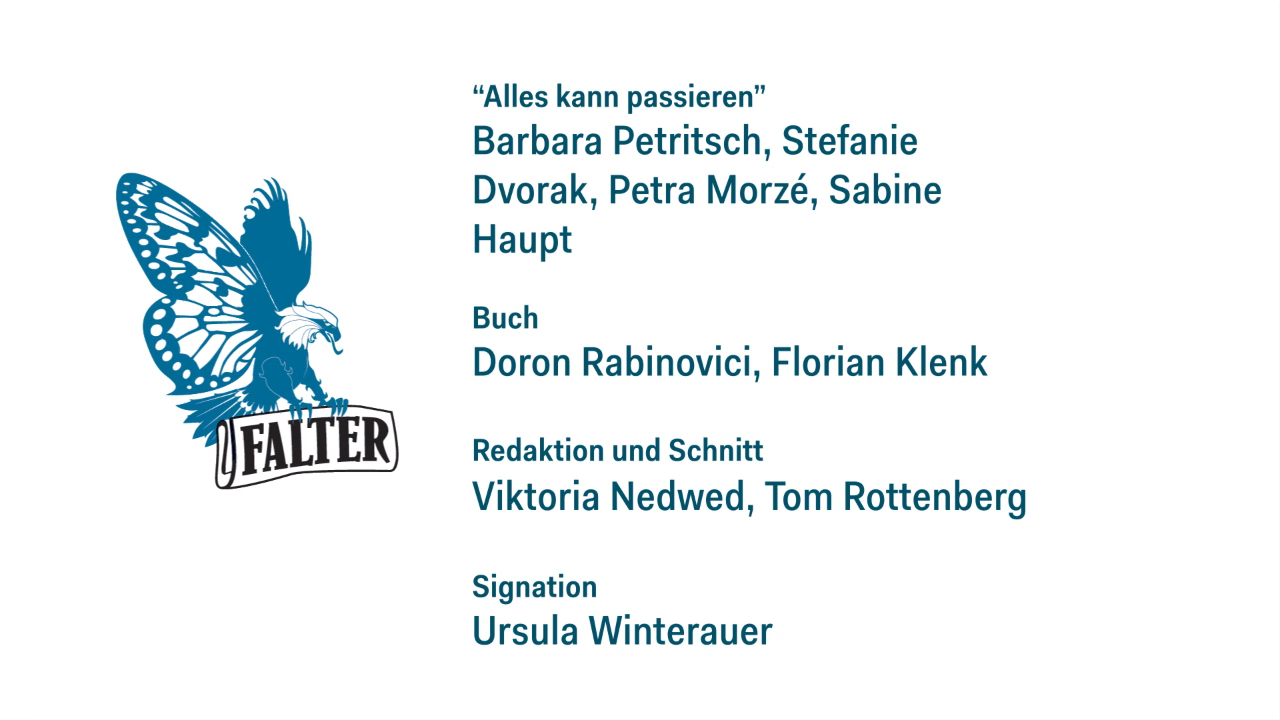 “Alles kann passieren”
Barbara Petritsch, Stefanie
Dvorak, Petra Morzé, Sabine
Haupt
Buch
Doron Rabinovici, Florian Klenk
Redaktion und Schnitt
Viktoria Nedwed, Tom Rottenberg
Signation
Ursula Winterauer
FALTER